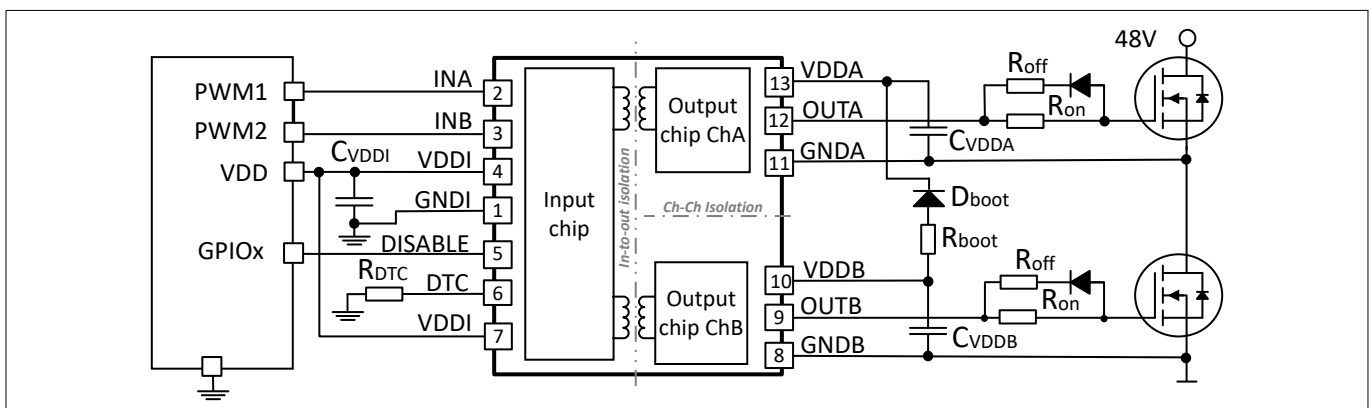 48V
PWM1
PWM2
VDD
GPIOx
CVDDI
RDTC
INA
INB
VDDI
GNDI
DISABLE
DTC
VDDI
2
3
4
1
5
6
7
Input
chip
In-to-out isolation
Output
chip ChA
Ch-Ch Isolation
Output
chip ChB
13
12
11
10
9
8
VDDA
OUTA
GNDA
VDDB
OUTB
GNDB
CVDDA
Dboot
Rboot
CVDDB
Roff
Ron
Roff
Ron